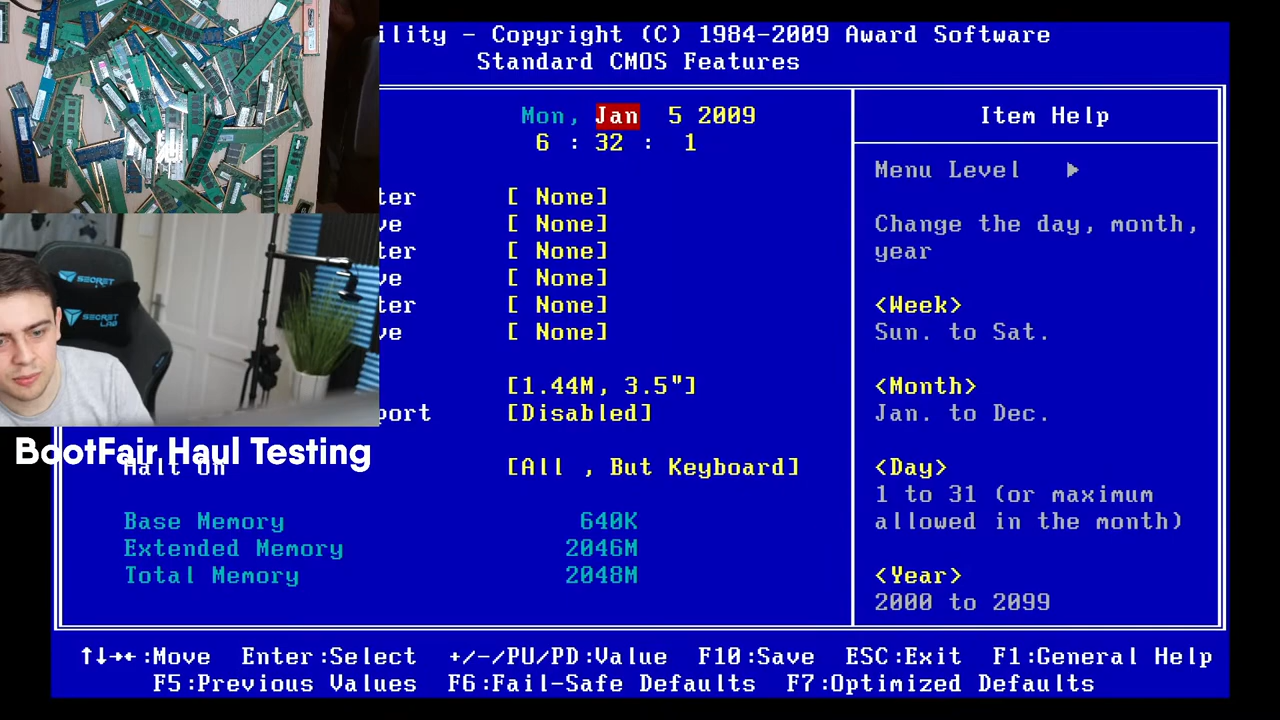 ility - Copyright (C) 1984-2009 Award Software
Standard CMOS Features
Mon, Jan 5 2009
Item Help
6 : 32 : 1
Menu Level ▶
ter [ None]
ve [ None]
Change the day, month,
ter [ None]
year
ve [ None]
ter [ None]
<Week>
ve [ None]
Sun. to Sat.
[1.44M, 3.5"]
<Month>
port [Disabled]
Jan. to Dec.
SECRET
SECRET
LAB
BootFair Haul Testing
Halt On [All , But Keyboard]
<Day>
1 to 31 (or maximum
allowed in the month)
Base Memory 640K
Extended Memory 2046M
Total Memory 2048M
<Year>
2000 to 2099
↑↓→←:Move Enter:Select +/-/PU/PD:Value F10:Save ESC:Exit F1:General Help
F5:Previous Values F6:Fail-Safe Defaults F7:Optimized Defaults